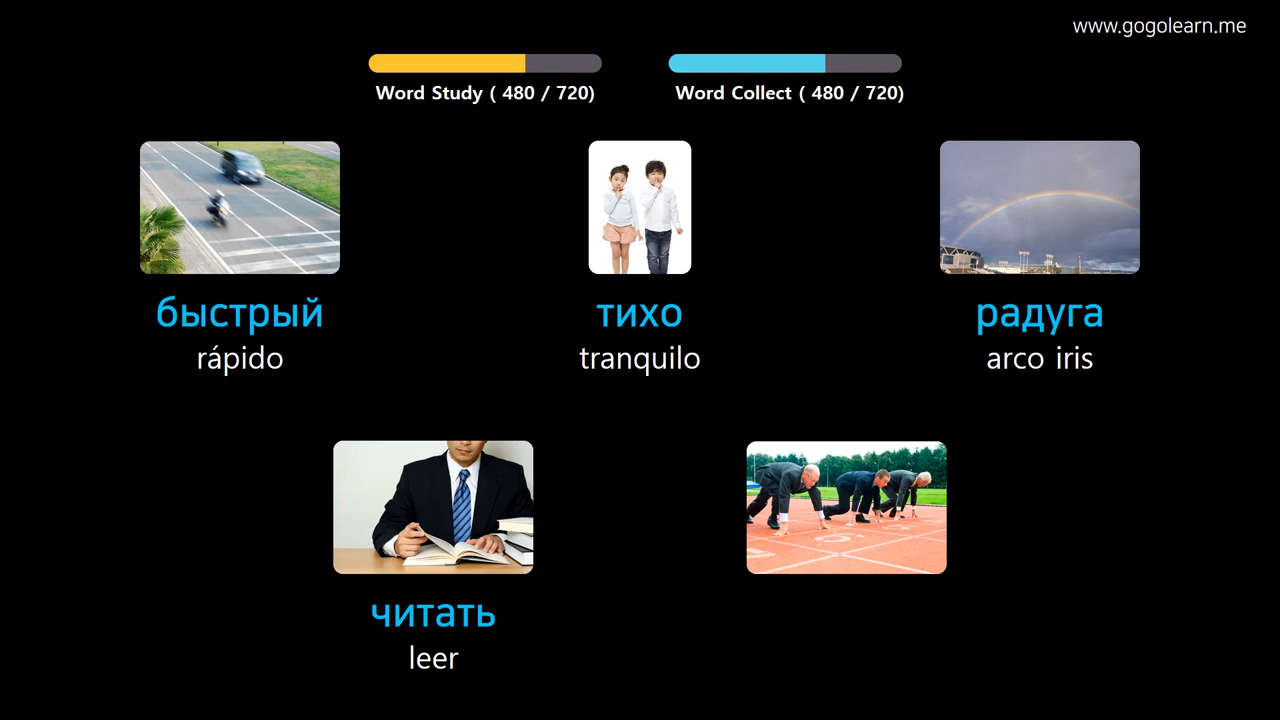 www.gogolearn.me
Word Study ( 480 / 720)
Word Collect ( 480 / 720)
быстрый
rápido
тихо
tranquilo
радуга
arco iris
читать
leer